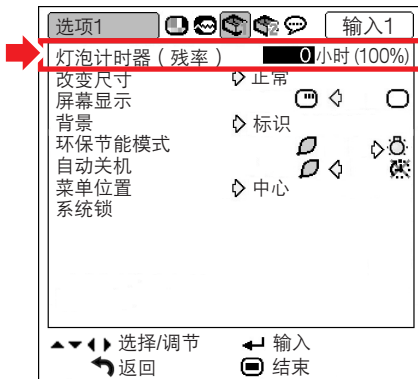 选项1 输入1
灯泡计时器（残率） 0 小时 (100%)
改变尺寸 正常
屏幕显示
背景 标识
环保节能模式
自动关机
菜单位置 中心
系统锁
选择/调节 输入
返回 结束